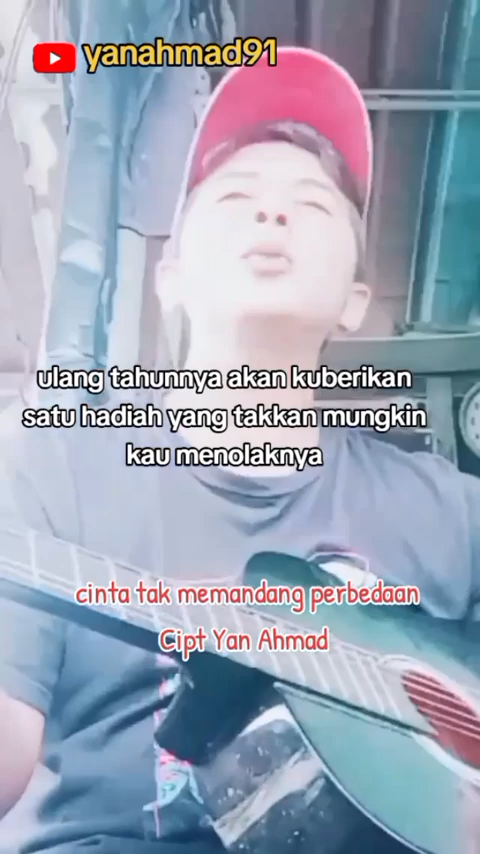 yanahmad91
ulang tahunnya akan kuberikan
satu hadiah yang takkan mungkin
kau menolaknya
cinta tak memandang perbedaan
Cipt Yan Ahmad